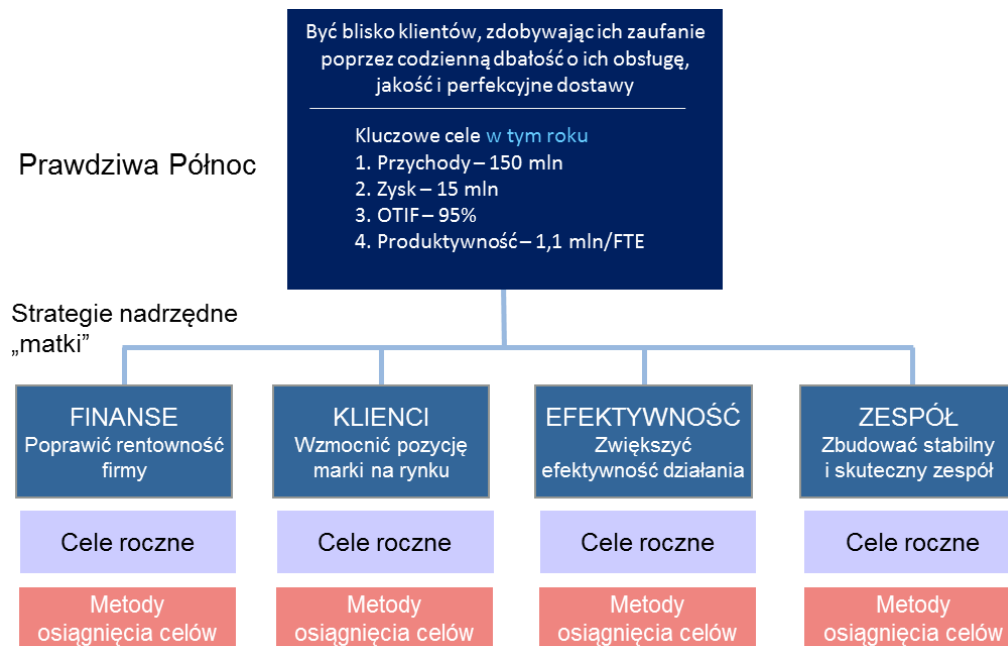 Być blisko klientów, zdobywając ich zaufanie
poprzez codzienną dbałość o ich obsługę,
jakość i perfekcyjne dostawy
Kluczowe cele w tym roku
1. Przychody – 150 mln
2. Zysk – 15 mln
3. OTIF – 95%
4. Produktywność – 1,1 mln/FTE
Prawdziwa Północ
Strategie nadrzędne
„matki”
FINANSE
Poprawić rentowność
firmy
KLIENCI
Wzmocnić pozycję
marki na rynku
EFEKTYWNOŚĆ
Zwiększyć
efektywność działania
ZESPÓŁ
Zbudować stabilny
i skuteczny zespół
Cele roczne
Cele roczne
Cele roczne
Cele roczne
Metody
osiągnięcia celów
Metody
osiągnięcia celów
Metody
osiągnięcia celów
Metody
osiągnięcia celów